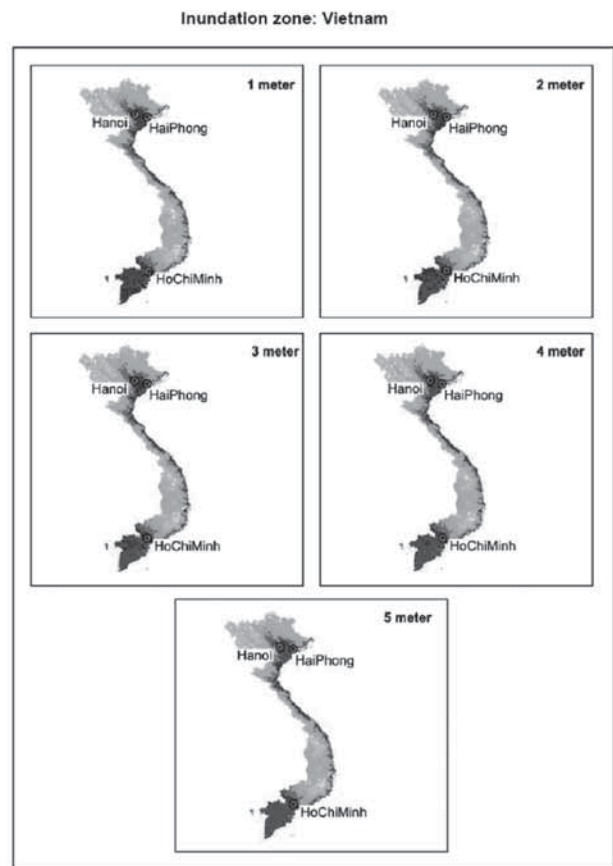 Inundation zone: Vietnam
1 meter
Hanoi
HaiPhong
HoChiMinh
2 meter
Hanoi
HaiPhong
HoChiMinh
3 meter
Hanoi
HaiPhong
HoChiMinh
4 meter
Hanoi
HaiPhong
HoChiMinh
5 meter
Hanoi
HaiPhong
HoChiMinh